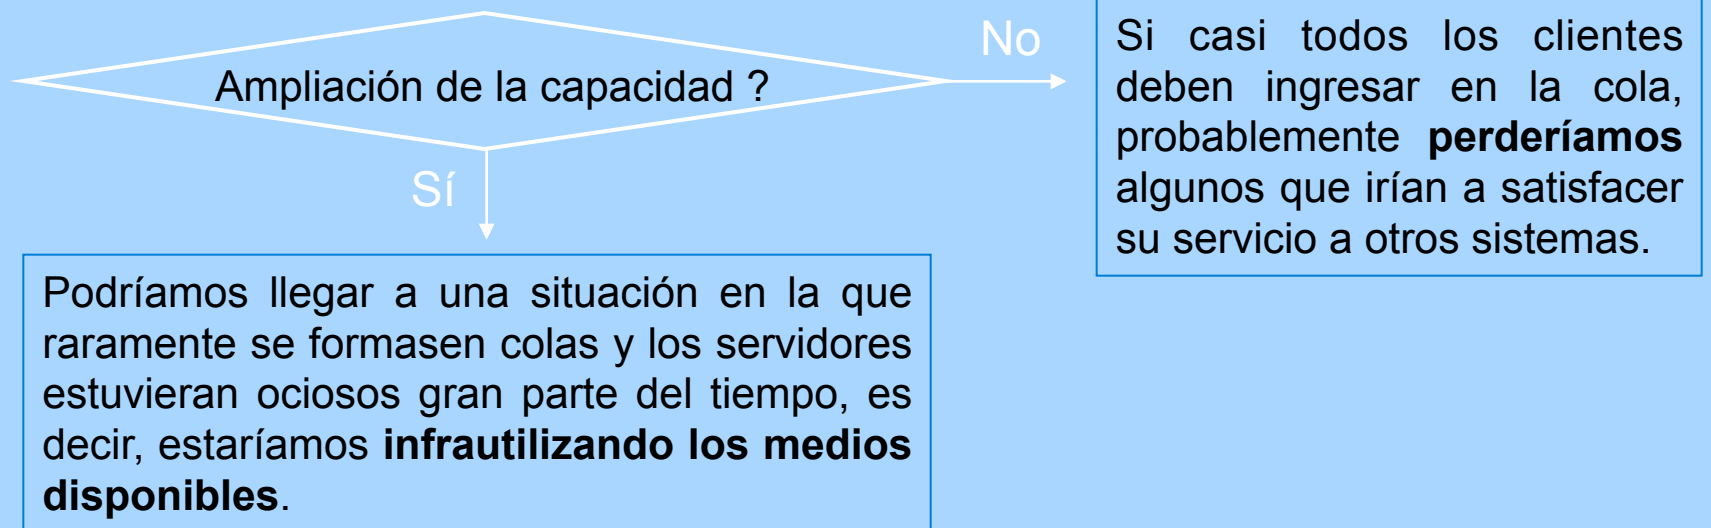 Ampliación de la capacidad ?
No
Sí
Si casi todos los clientes
deben ingresar en la cola,
probablemente perderíamos
algunos que irían a satisfacer
su servicio a otros sistemas.
Podríamos llegar a una situación en la que
raramente se formasen colas y los servidores
estuvieran ociosos gran parte del tiempo, es
decir, estaríamos infrautilizando los medios
disponibles.